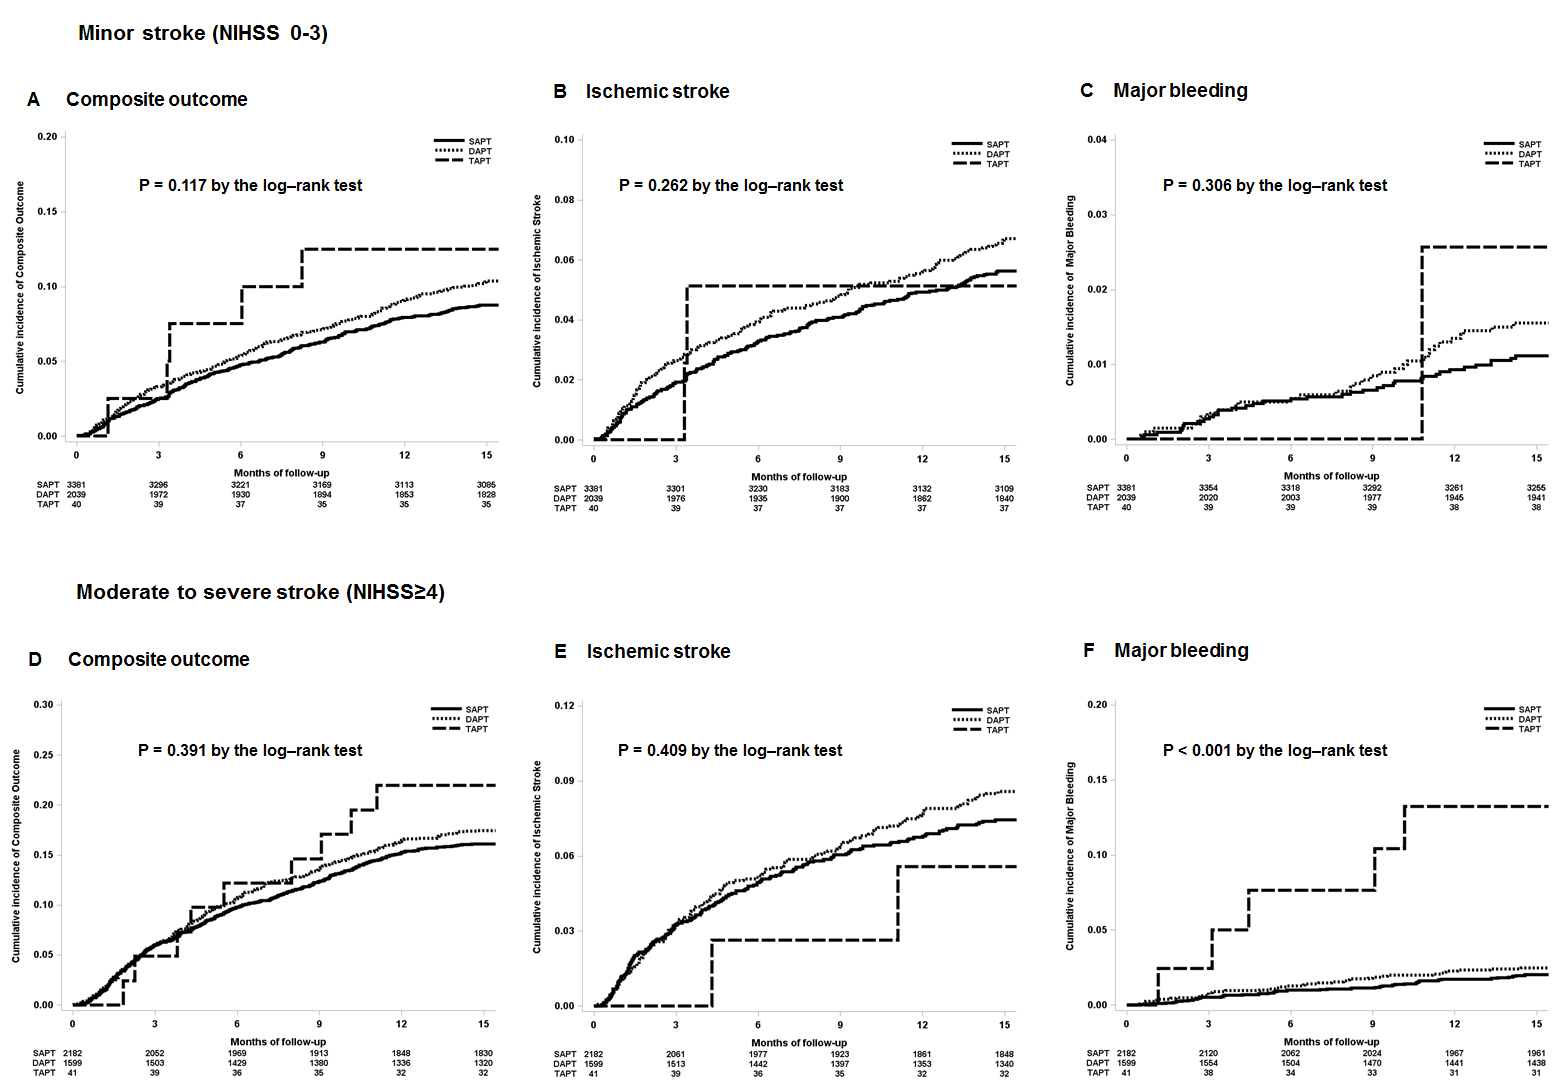 Minor stroke (NIHSS 0-3)
A Composite outcome
Cumulative incidence of Composite Outcome
0.20
0.15
0.10
0.05
0.00
SAPT
DAPT
TAPT
P = 0.117 by the log–rank test
0 3 6 9 12 15
Months of follow-up
SAPT 3381 3296 3221 3169 3113 3085
DAPT 2039 1972 1930 1894 1853 1828
TAPT 40 39 37 35 35 35
B Ischemic stroke
Cumulative incidence of Ischemic Stroke
0.10
0.08
0.06
0.04
0.02
0.00
SAPT
DAPT
TAPT
P = 0.262 by the log–rank test
0 3 6 9 12 15
Months of follow-up
SAPT 3381 3301 3230 3183 3132 3109
DAPT 2039 1976 1935 1900 1862 1840
TAPT 40 39 37 37 37 37
C Major bleeding
Cumulative incidence of Major Bleeding
0.04
0.03
0.02
0.01
0.00
SAPT
DAPT
TAPT
P = 0.306 by the log–rank test
0 3 6 9 12 15
Months of follow-up
SAPT 3381 3354 3318 3292 3261 3255
DAPT 2039 2020 2003 1977 1945 1941
TAPT 40 39 39 39 38 38
Moderate to severe stroke (NIHSS≥4)
D Composite outcome
Cumulative incidence of Composite Outcome
0.30
0.25
0.20
0.15
0.10
0.05
0.00
SAPT
DAPT
TAPT
P = 0.391 by the log–rank test
0 3 6 9 12 15
Months of follow-up
SAPT 2182 2052 1969 1913 1848 1830
DAPT 1599 1503 1429 1380 1336 1320
TAPT 41 39 36 35 32 32
E Ischemic stroke
Cumulative incidence of Ischemic Stroke
0.12
0.09
0.06
0.03
0.00
SAPT
DAPT
TAPT
P = 0.409 by the log–rank test
0 3 6 9 12 15
Months of follow-up
SAPT 2182 2061 1977 1923 1861 1848
DAPT 1599 1513 1442 1397 1353 1340
TAPT 41 39 36 35 32 32
F Major bleeding
Cumulative incidence of Major Bleeding
0.20
0.15
0.10
0.05
0.00
SAPT
DAPT
TAPT
P < 0.001 by the log–rank test
0 3 6 9 12 15
Months of follow-up
SAPT 2182 2120 2062 2024 1967 1961
DAPT 1599 1554 1504 1470 1441 1438
TAPT 41 38 34 33 31 31